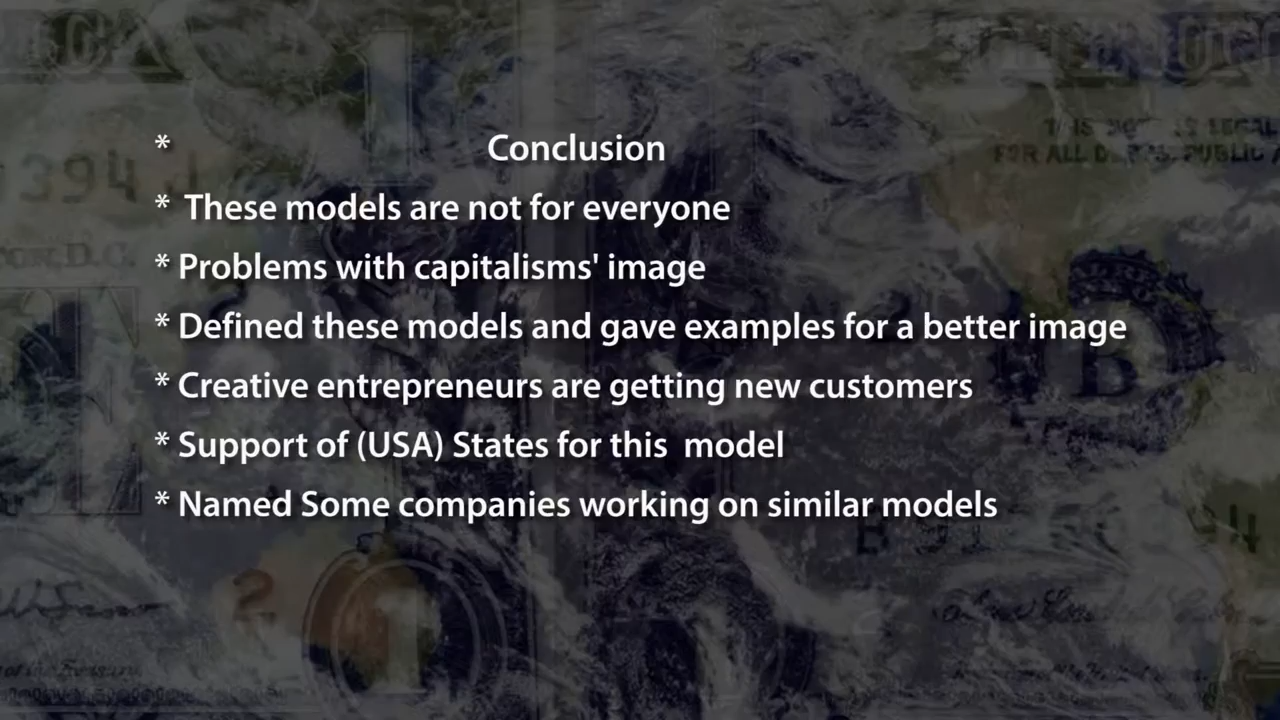 * Conclusion
* These models are not for everyone
* Problems with capitalisms' image
* Defined these models and gave examples for a better image
* Creative entrepreneurs are getting new customers
* Support of (USA) States for this  model
* Named Some companies working on similar models